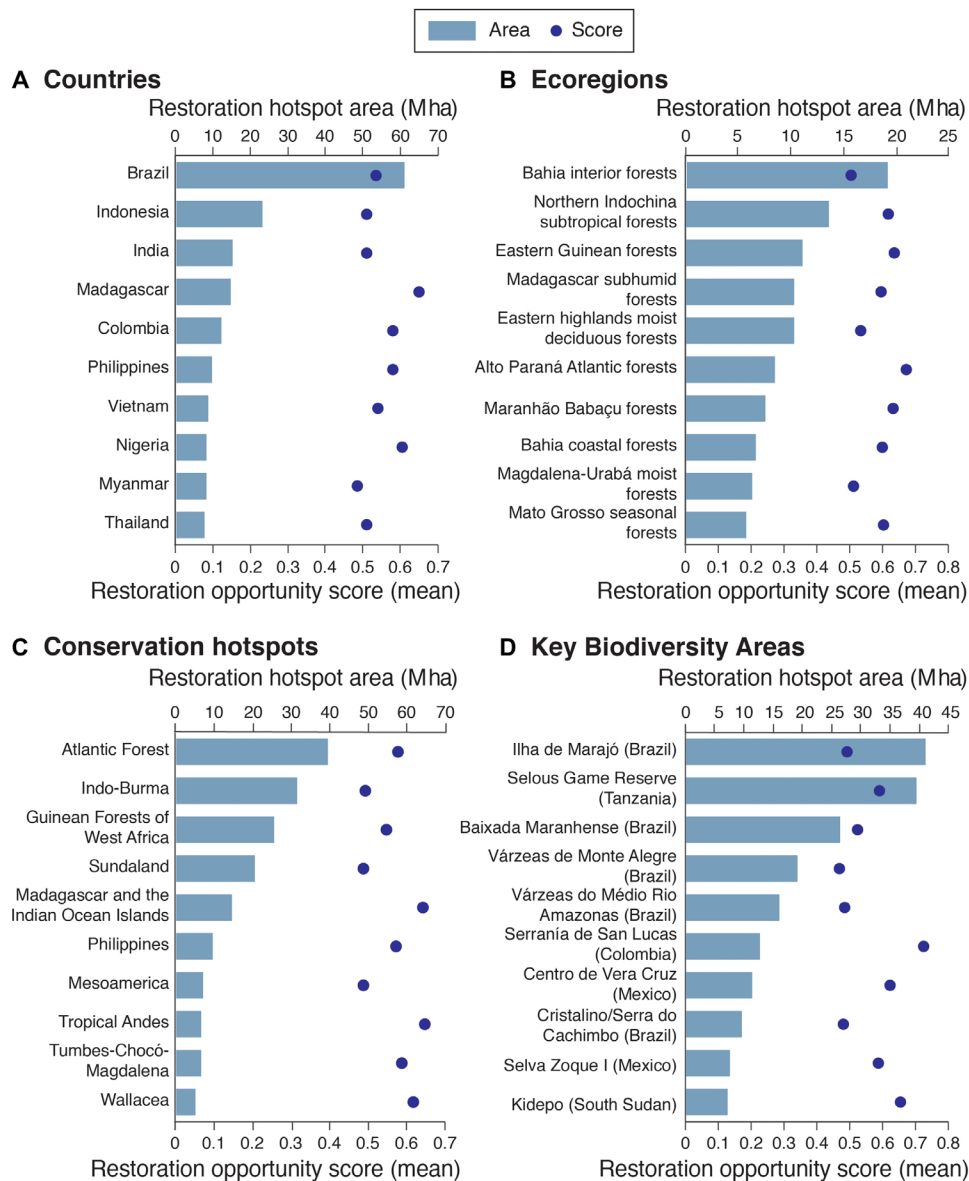 Area Score
A Countries
Restoration hotspot area (Mha)
0 10 20 30 40 50 60 70
Brazil
Indonesia
India
Madagascar
Colombia
Philippines
Vietnam
Nigeria
Myanmar
Thailand
0 0.1 0.2 0.3 0.4 0.5 0.6 0.7
Restoration opportunity score (mean)
B Ecoregions
Restoration hotspot area (Mha)
0 5 10 15 20 25
Bahia interior forests
Northern Indochina
subtropical forests
Eastern Guinean forests
Madagascar subhumid
forests
Eastern highlands moist
deciduous forests
Alto Paraná Atlantic forests
Maranhão Babaçu forests
Bahia coastal forests
Magdalena-Urabá moist
forests
Mato Grosso seasonal
forests
0 0.1 0.2 0.3 0.4 0.5 0.6 0.7 0.8
Restoration opportunity score (mean)
C Conservation hotspots
Restoration hotspot area (Mha)
0 10 20 30 40 50 60 70
Atlantic Forest
Indo-Burma
Guinean Forests of
West Africa
Sundaland
Madagascar and the
Indian Ocean Islands
Philippines
Mesoamerica
Tropical Andes
Tumbes-Chocó-
Magdalena
Wallacea
0 0.1 0.2 0.3 0.4 0.5 0.6 0.7
Restoration opportunity score (mean)
D Key Biodiversity Areas
Restoration hotspot area (Mha)
0 5 10 15 20 25 30 35 40 45
Ilha de Marajó (Brazil)
Selous Game Reserve
(Tanzania)
Baixada Maranhense (Brazil)
Várzeas de Monte Alegre
(Brazil)
Várzeas do Médio Rio
Amazonas (Brazil)
Serranía de San Lucas
(Colombia)
Centro de Vera Cruz
(Mexico)
Cristalino/Serra do
Cachimbo (Brazil)
Selva Zoque I (Mexico)
Kidepo (South Sudan)
0 0.1 0.2 0.3 0.4 0.5 0.6 0.7 0.8
Restoration opportunity score (mean)